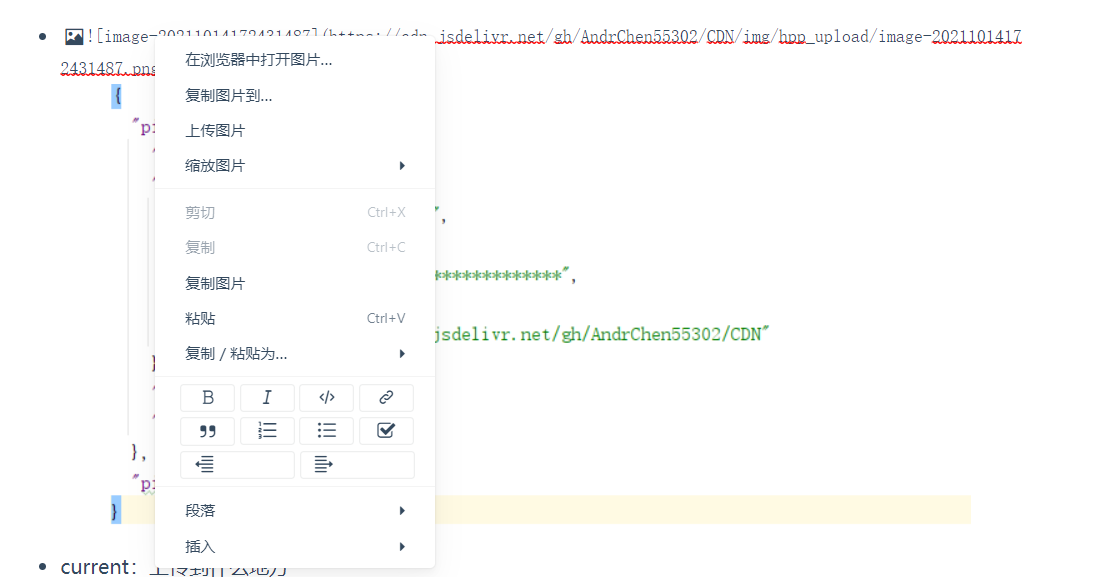 ![image-20211014172431487](https://cdn.jsdelivr.net/gh/AndrChen55302/CDN/img/hpp_upload/image-2021101417
2431487.png
在浏览器中打开图片...
{
复制图片到...
"pi
上传图片
缩放图片
剪切 Ctrl+X
",
复制 Ctrl+C
复制图片
*************",
粘贴 Ctrl+V
jsdelivr.net/gh/AndrChen55302/CDN"
复制 / 粘贴为...
}
B I </>
},
"pi
段落
}
插入
current：上传到什么地方